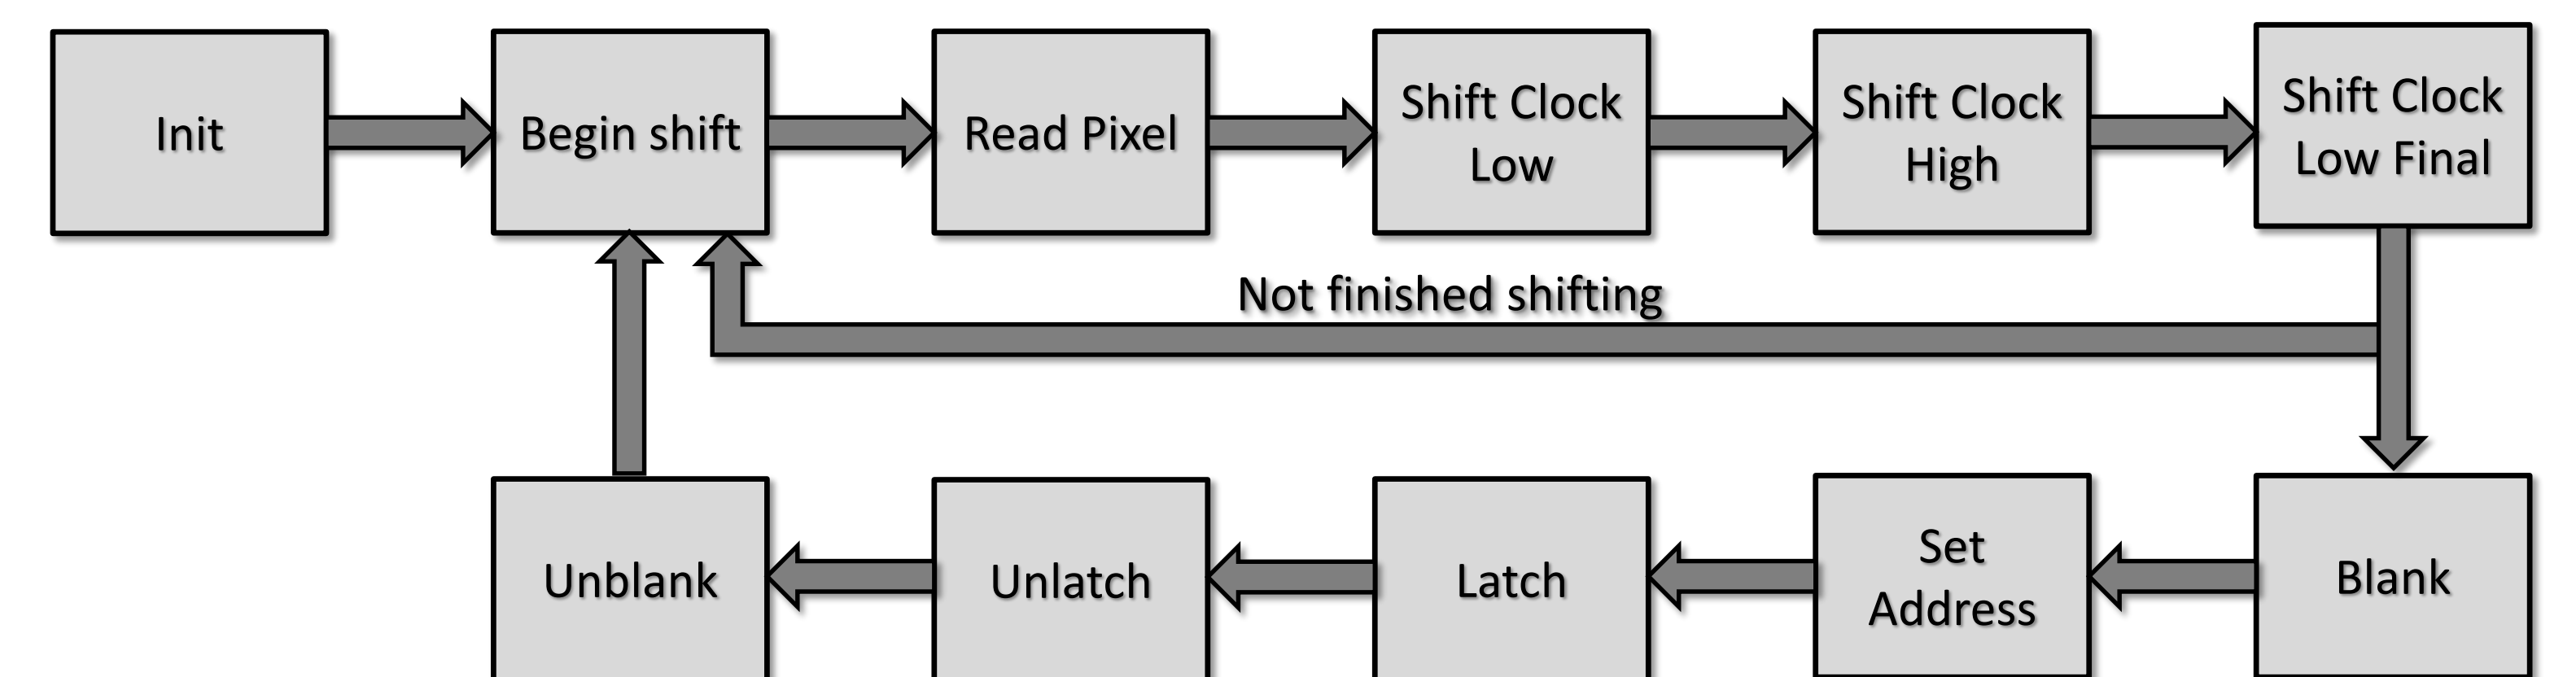 Init
Begin shift
Read Pixel
Shift Clock
Low
Shift Clock
High
Shift Clock
Low Final
Not finished shifting
Unblank
Unlatch
Latch
Set
Address
Blank